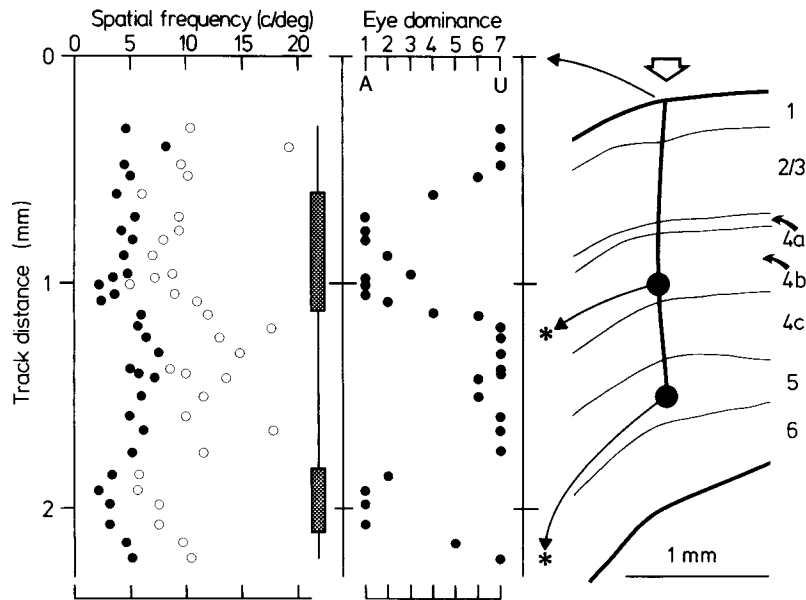 Spatial frequency (c/deg)
Eye dominance
0 5 10 15 20
1 2 3 4 5 6 7
A U
Track distance (mm)
0
1
2
1
2/3
4a
4b
4c
5
6
*
*
1 mm